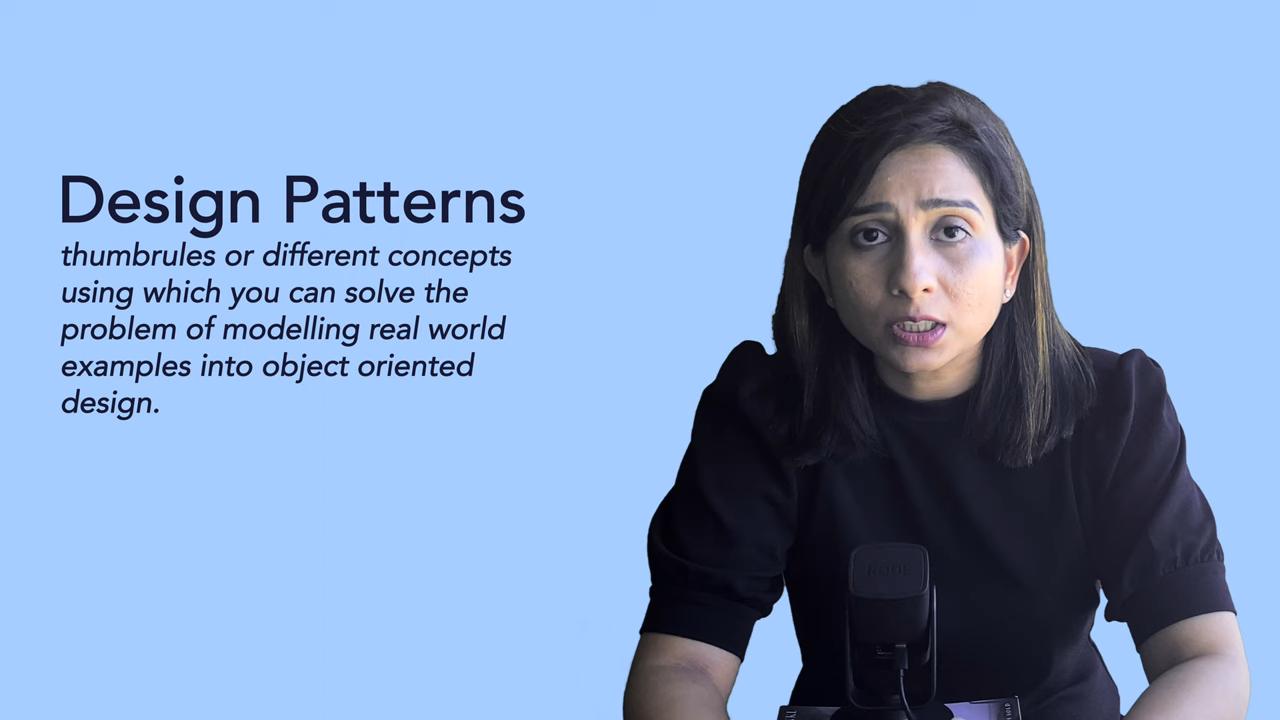 Design Patterns
thumbrules or different concepts
using which you can solve the
problem of modelling real world
examples into object oriented
design.
RODE